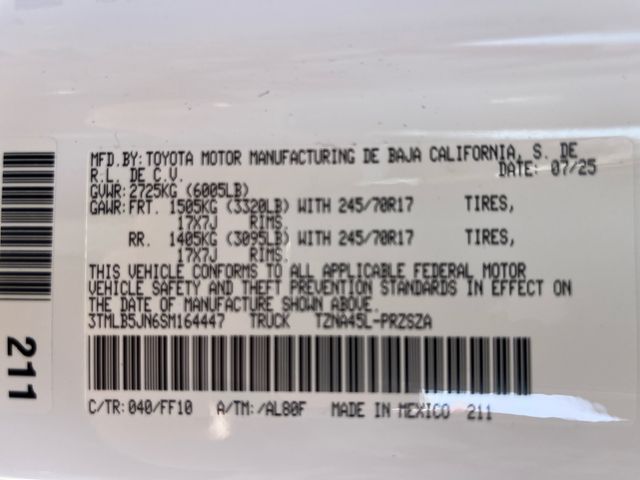 MFD.BY:TOYOTA MOTOR MANUFACTURING DE BAJA CALIFORNIA, S. DE
R.L. DE C.V. DATE: 07/25
GVWR:2725KG (6005LB)
GAWR:FRT. 1505KG (3320LB) WITH 245/70R17 TIRES,
17X7J RIMS.
RR. 1405KG (3095LB) WITH 245/70R17 TIRES,
17X7J RIMS.
THIS VEHICLE CONFORMS TO ALL APPLICABLE FEDERAL MOTOR
VEHICLE SAFETY AND THEFT PREVENTION STANDARDS IN EFFECT ON
THE DATE OF MANUFACTURE SHOWN ABOVE.
3TMLB5JN6SM164447 TRUCK TZNA45L-PRZSZA
C/TR:040/FF10 A/TM:/AL80F MADE IN MEXICO 211
211